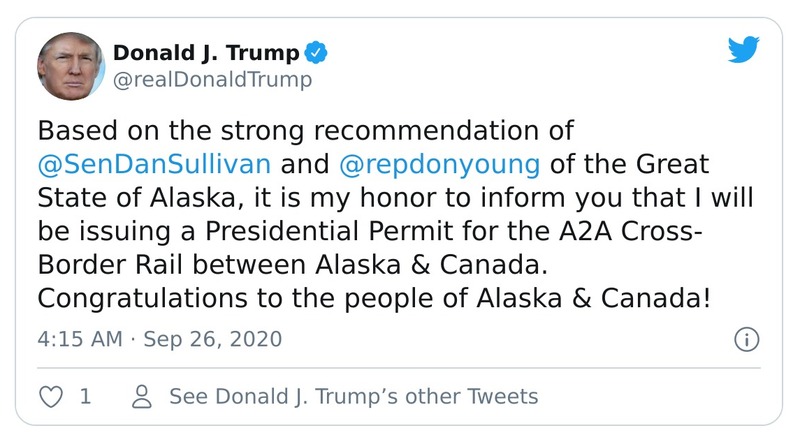 Donald J. Trump
@realDonaldTrump
Based on the strong recommendation of
@SenDanSullivan and @repdonyoung of the Great
State of Alaska, it is my honor to inform you that I will
be issuing a Presidential Permit for the A2A Cross-
Border Rail between Alaska & Canada.
Congratulations to the people of Alaska & Canada!
4:15 AM · Sep 26, 2020
1 See Donald J. Trump’s other Tweets